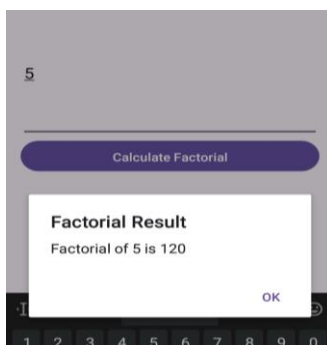 5
Calculate Factorial
Factorial Result
Factorial of 5 is 120
OK
1 2 3 4 5 6 7 8 9 0